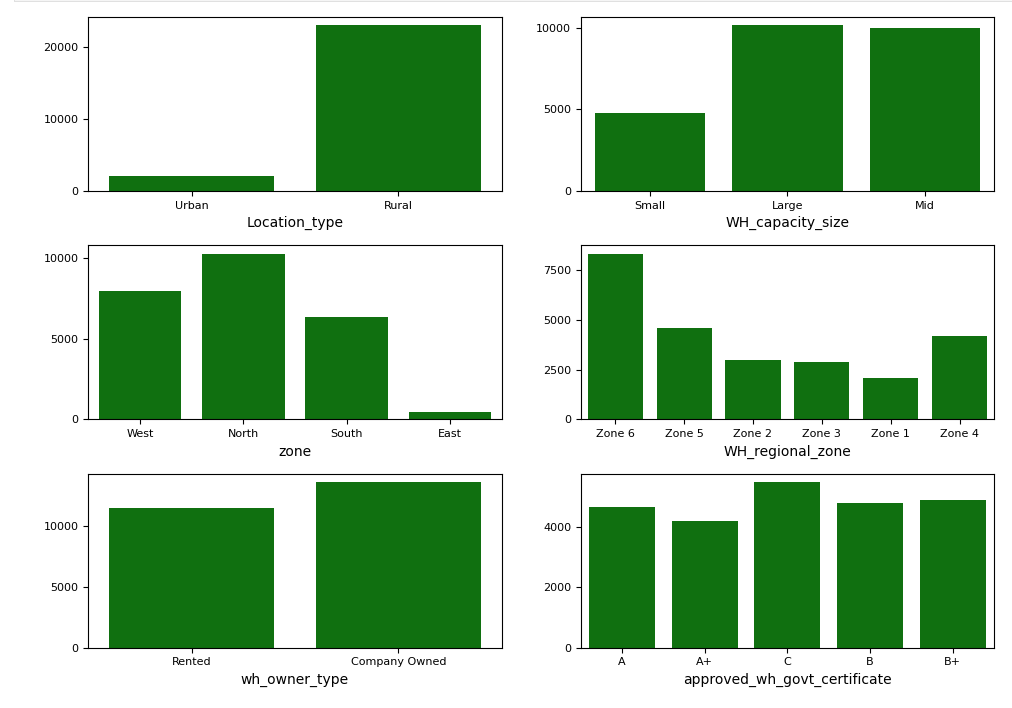 20000
10000
0
Urban Rural
Location_type
10000
5000
0
Small Large Mid
WH_capacity_size
10000
5000
0
West North South East
zone
7500
5000
2500
0
Zone 6 Zone 5 Zone 2 Zone 3 Zone 1 Zone 4
WH_regional_zone
10000
5000
0
Rented Company Owned
wh_owner_type
4000
2000
0
A A+ C B B+
approved_wh_govt_certificate